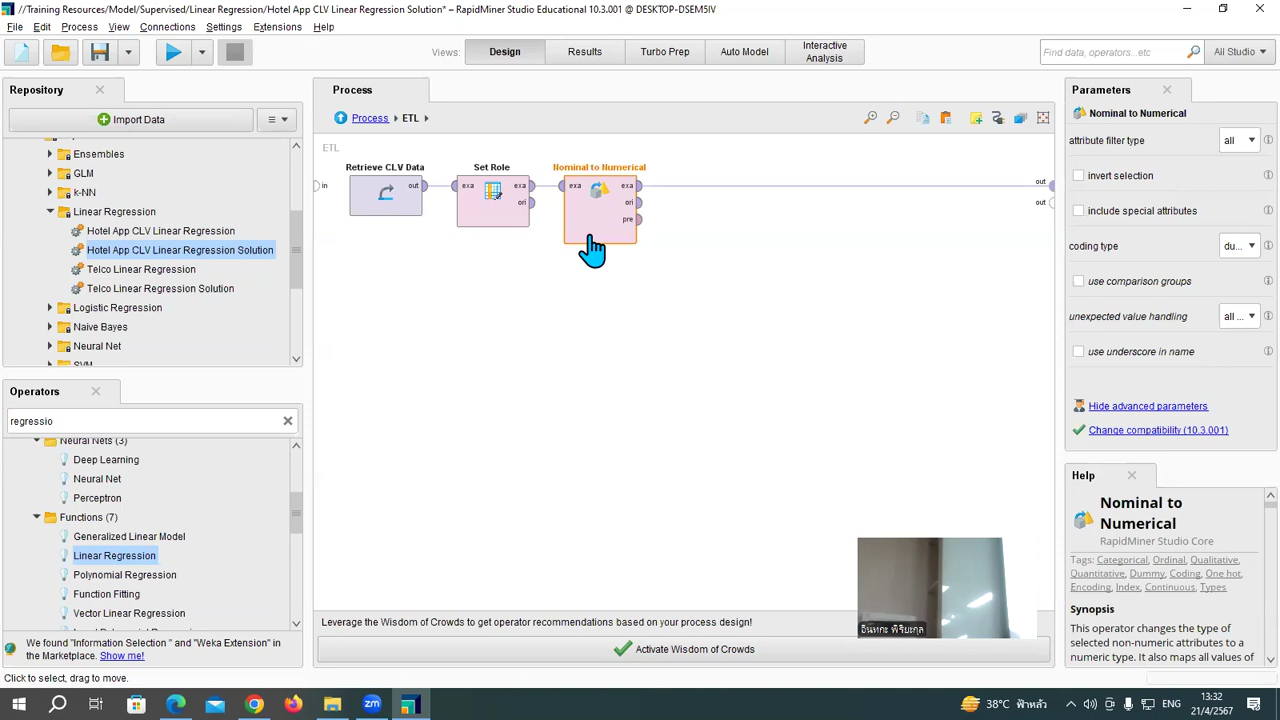 //Training Resources/Model/Supervised/Linear Regression/Hotel App CLV Linear Regression Solution* – RapidMiner Studio Educational 10.3.001 @ DESKTOP-DSEM5IV
File Edit Process View Connections Settings Extensions Help
Views: Design Results Turbo Prep Auto Model Interactive Analysis
Find data, operators...etc All Studio
Repository
Import Data
Ensembles
GLM
k-NN
Linear Regression
Hotel App CLV Linear Regression
Hotel App CLV Linear Regression Solution
Telco Linear Regression
Telco Linear Regression Solution
Logistic Regression
Naive Bayes
Neural Net
SVM
Operators
regressio
Neural Nets (3)
Deep Learning
Neural Net
Perceptron
Functions (7)
Generalized Linear Model
Linear Regression
Polynomial Regression
Function Fitting
Vector Linear Regression
We found "Information Selection " and "Weka Extension" in
the Marketplace. Show me!
Process
Process ETL
ETL
Retrieve CLV Data Set Role Nominal to Numerical
in out exa exa exa exa out
ori ori out
pre
Leverage the Wisdom of Crowds to get operator recommendations based on your process design!
Activate Wisdom of Crowds
อินทกะ พิริยะกุล
Parameters
Nominal to Numerical
attribute filter type all
invert selection
include special attributes
coding type du...
use comparison groups
unexpected value handling all ...
use underscore in name
Hide advanced parameters
Change compatibility (10.3.001)
Help
Nominal to
Numerical
RapidMiner Studio Core
Tags: Categorical, Ordinal, Qualitative,
Quantitative, Dummy, Coding, One hot,
Encoding, Index, Continuous, Types
Synopsis
This operator changes the type of
selected non-numeric attributes to a
numeric type. It also maps all values of
Click to select, drag to move.
38°C ฟ้าหลัว ENG 13:32
21/4/2567